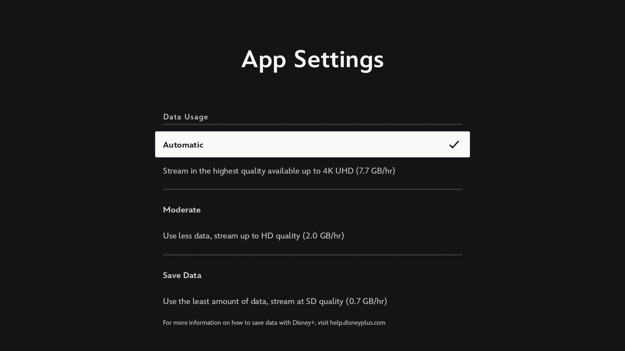 App Settings
Data Usage
Automatic
Stream in the highest quality available up to 4K UHD (7.7 GB/hr)
Moderate
Use less data, stream up to HD quality (2.0 GB/hr)
Save Data
Use the least amount of data, stream at SD quality (0.7 GB/hr)
For more information on how to save data with Disney+, visit help.disneyplus.com